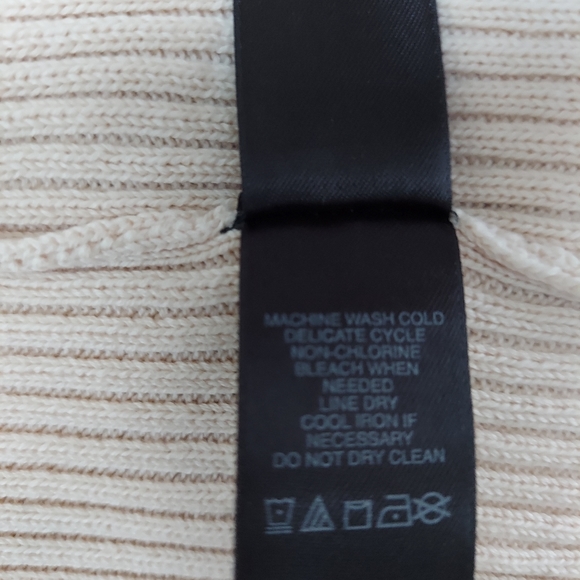 MACHINE WASH COLD
DELICATE CYCLE
NON-CHLORINE
BLEACH WHEN
NEEDED
LINE DRY
COOL IRON IF
NECESSARY
DO NOT DRY CLEAN